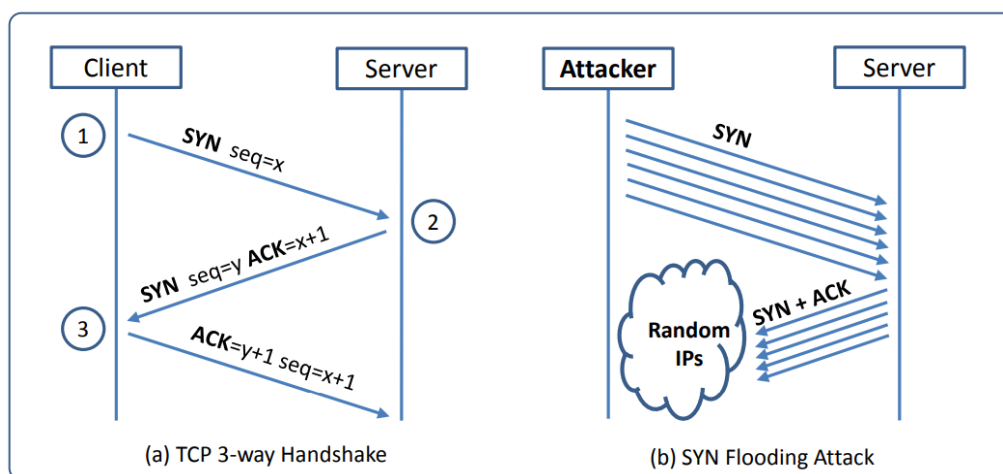 Client
Server
1
SYN seq=x
2
SYN seq=y ACK=x+1
3
ACK=y+1 seq=x+1
(a) TCP 3-way Handshake
Attacker
Server
SYN
SYN + ACK
Random
IPs
(b) SYN Flooding Attack